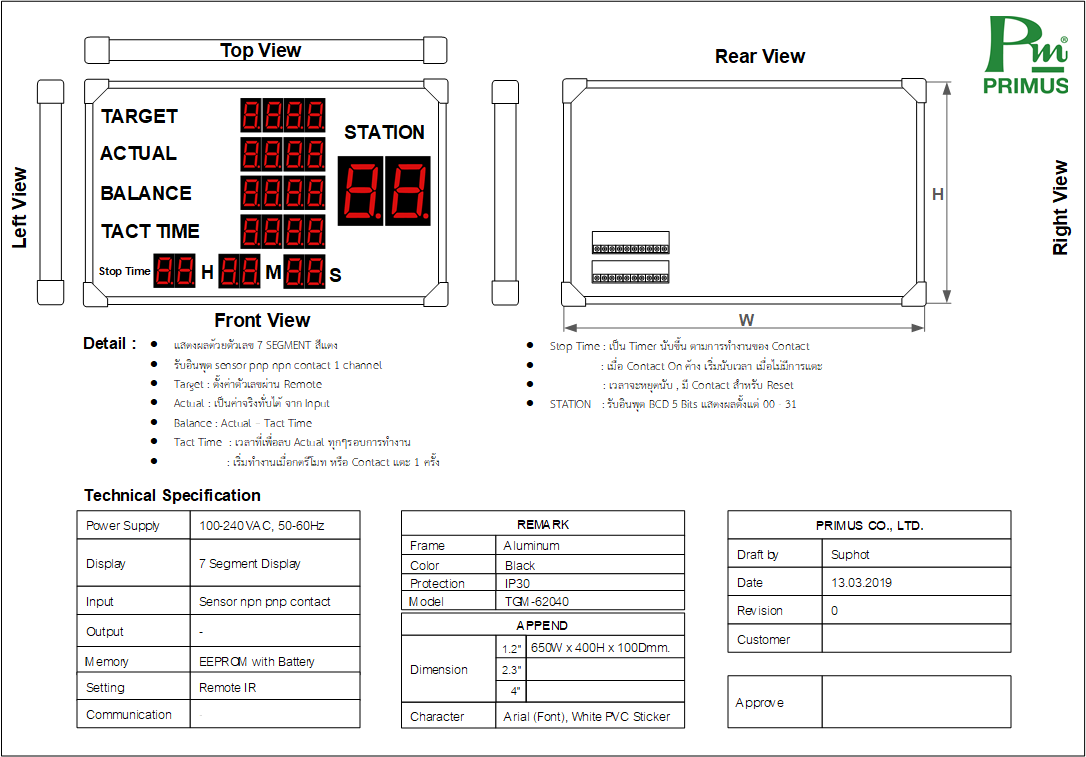 Top View
Rear View
Pm®
PRIMUS
TARGET
ACTUAL
BALANCE
TACT TIME
STATION
Stop Time H M S
Left View
Right View
H
W
Front View
Detail :
● แสดงผลด้วยตัวเลข 7 SEGMENT สีแดง
● รับอินพุต sensor pnp npn contact 1 channel
● Target : ตั้งค่าตัวเลขผ่าน Remote
● Actual : เป็นค่าจริงที่นับได้ จาก Input
● Balance : Actual - Tact Time
● Tact Time : เวลาที่เพื่อลบ Actual ทุกๆรอบการทำงาน
● : เริ่มทำงานเมื่อกดรีโมท หรือ Contact แตะ 1 ครั้ง
● Stop Time : เป็น Timer นับขึ้น ตามการทำงานของ Contact
● : เมื่อ Contact On ค้าง เริ่มนับเวลา เมื่อไม่มีการแตะ
● : เวลาจะหยุดนับ , มี Contact สำหรับ Reset
● STATION : รับอินพุต BCD 5 Bits แสดงผลตั้งแต่ 00 - 31
Technical Specification
Power Supply 100-240 VAC, 50-60Hz
Display 7 Segment Display
Input Sensor npn pnp contact
Output -
Memory EEPROM with Battery
Setting Remote IR
Communication -
REMARK
Frame Aluminum
Color Black
Protection IP30
Model TGM-62040
APPEND
Dimension
1.2" 650W x 400H x 100Dmm.
2.3"
4"
Character Arial (Font), White PVC Sticker
PRIMUS CO., LTD.
Draft by Suphot
Date 13.03.2019
Revision 0
Customer
Approve